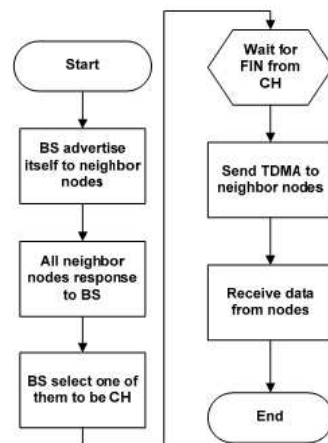 Start
BS advertise
itself to neighbor
nodes
All neighbor
nodes response
to BS
BS select one of
them to be CH
Wait for
FIN from
CH
Send TDMA to
neighbor nodes
Receive data
from nodes
End